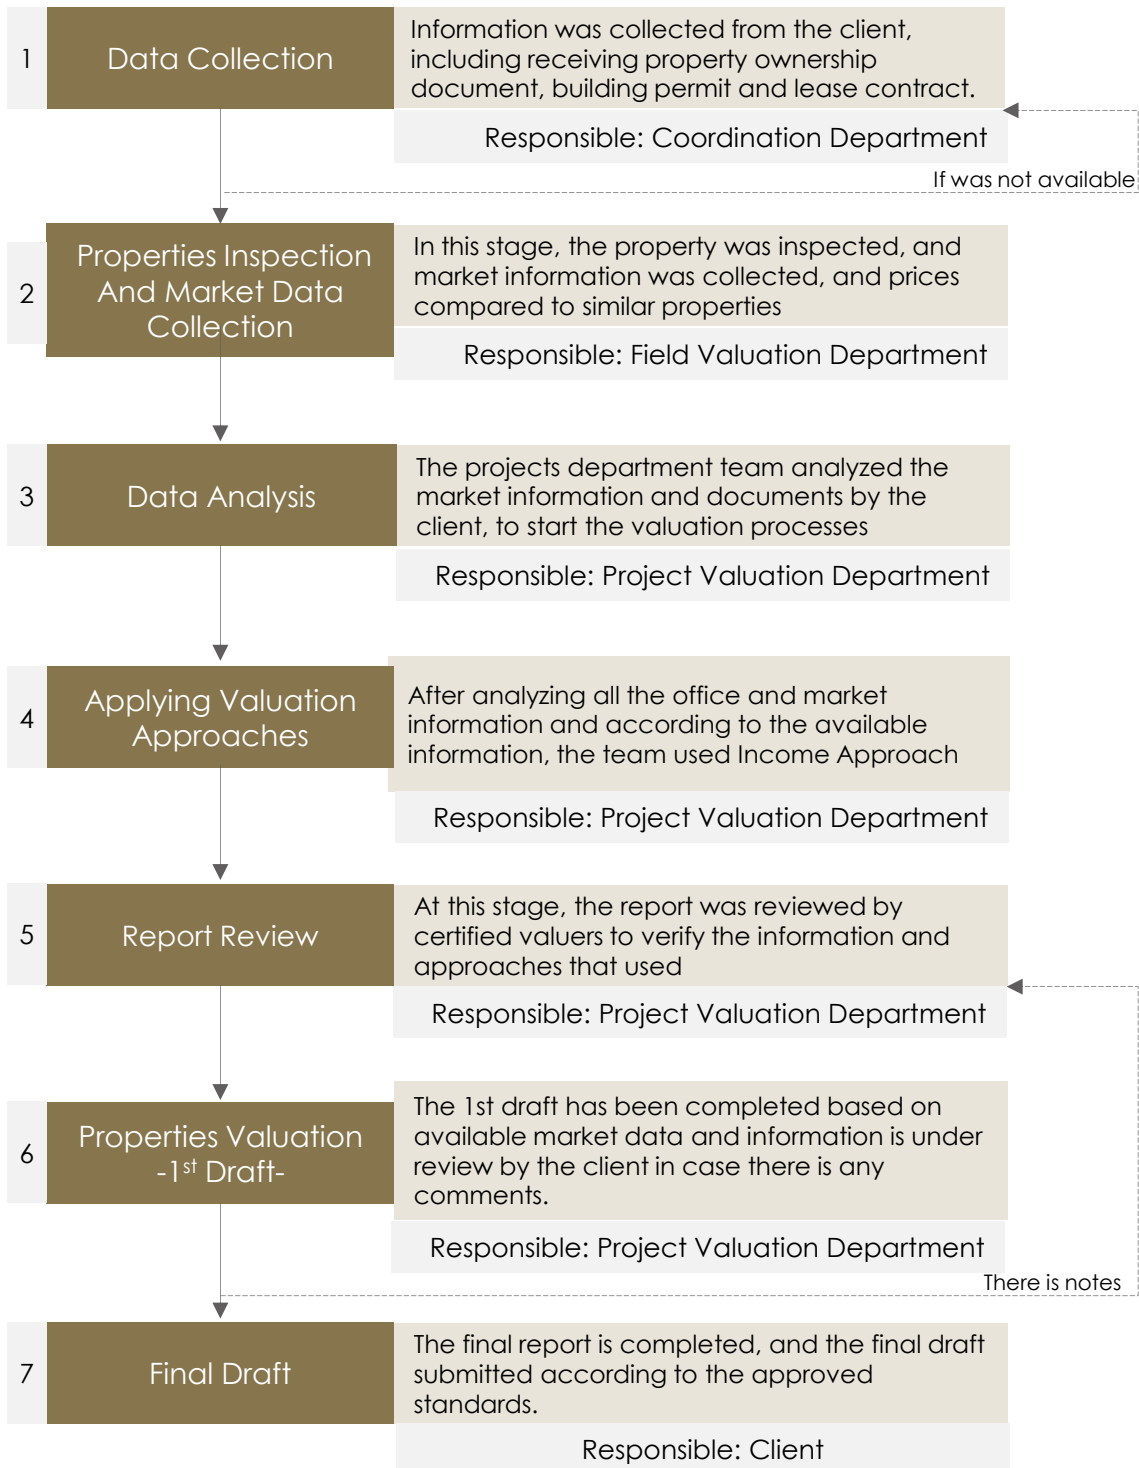 1
Data Collection
Information was collected from the client,
including receiving property ownership
document, building permit and lease contract.
Responsible: Coordination Department
If was not available
2
Properties Inspection
And Market Data
Collection
In this stage, the property was inspected, and
market information was collected, and prices
compared to similar properties
Responsible: Field Valuation Department
3
Data Analysis
The projects department team analyzed the
market information and documents by the
client, to start the valuation processes
Responsible: Project Valuation Department
4
Applying Valuation
Approaches
After analyzing all the office and market
information and according to the available
information, the team used Income Approach
Responsible: Project Valuation Department
5
Report Review
At this stage, the report was reviewed by
certified valuers to verify the information and
approaches that used
Responsible: Project Valuation Department
6
Properties Valuation
-1st Draft-
The 1st draft has been completed based on
available market data and information is under
review by the client in case there is any
comments.
Responsible: Project Valuation Department
There is notes
7
Final Draft
The final report is completed, and the final draft
submitted according to the approved
standards.
Responsible: Client